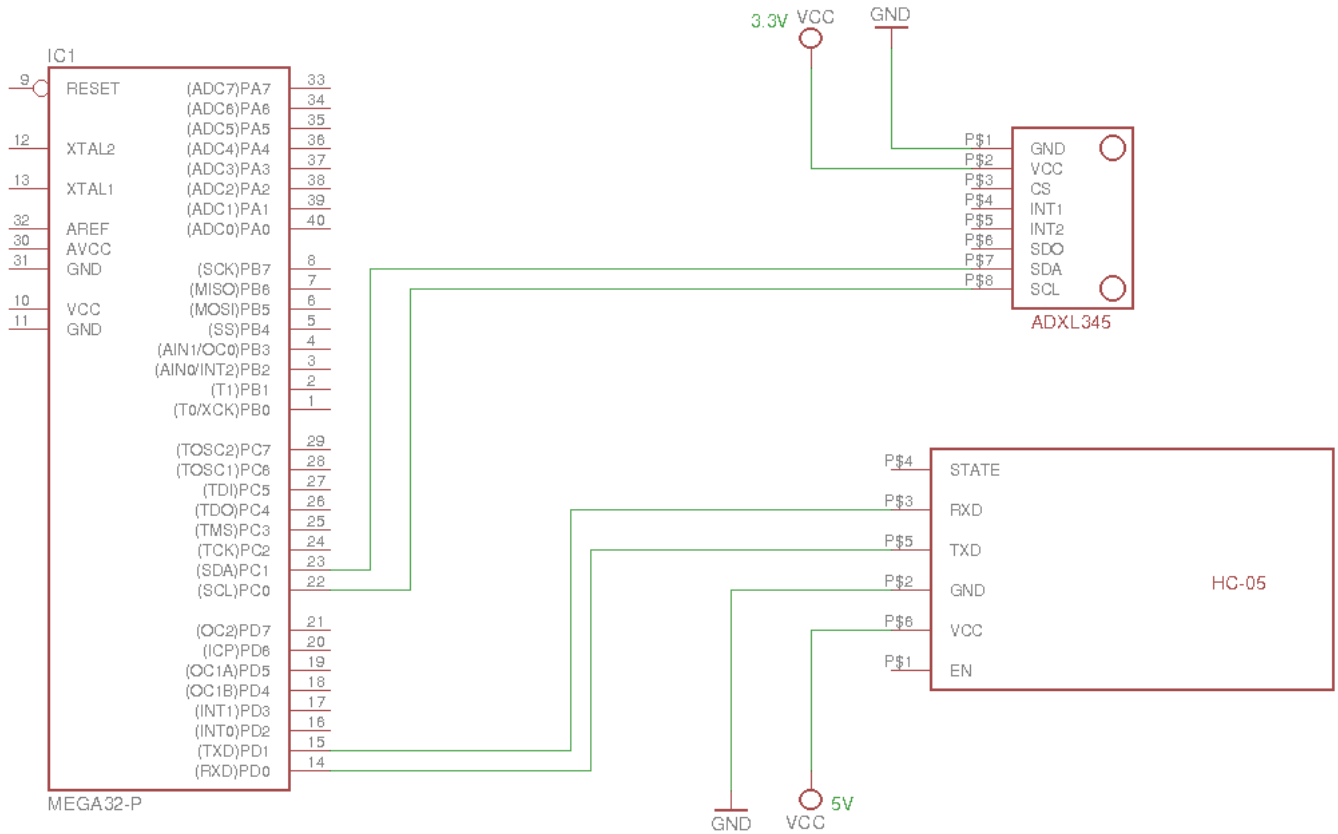 IC1
9 RESET
12 XTAL2
13 XTAL1
32 AREF
30 AVCC
31 GND
10 VCC
11 GND
(ADC7)PA7 33
(ADC6)PA6 34
(ADC5)PA5 35
(ADC4)PA4 36
(ADC3)PA3 37
(ADC2)PA2 38
(ADC1)PA1 39
(ADC0)PA0 40
(SCK)PB7 8
(MISO)PB6 7
(MOSI)PB5 6
(SS)PB4 5
(AIN1/OC0)PB3 4
(AIN0/INT2)PB2 3
(T1)PB1 2
(T0/XCK)PB0 1
(TOSC2)PC7 29
(TOSC1)PC6 28
(TDI)PC5 27
(TDO)PC4 26
(TMS)PC3 25
(TCK)PC2 24
(SDA)PC1 23
(SCL)PC0 22
(OC2)PD7 21
(ICP)PD6 20
(OC1A)PD5 19
(OC1B)PD4 18
(INT1)PD3 17
(INT0)PD2 16
(TXD)PD1 15
(RXD)PD0 14
MEGA32-P
3.3V VCC
GND
P$1 GND
P$2 VCC
P$3 CS
P$4 INT1
P$5 INT2
P$6 SDO
P$7 SDA
P$8 SCL
ADXL345
P$4 STATE
P$3 RXD
P$5 TXD
P$2 GND
P$6 VCC
P$1 EN
HC-05
GND
VCC 5V